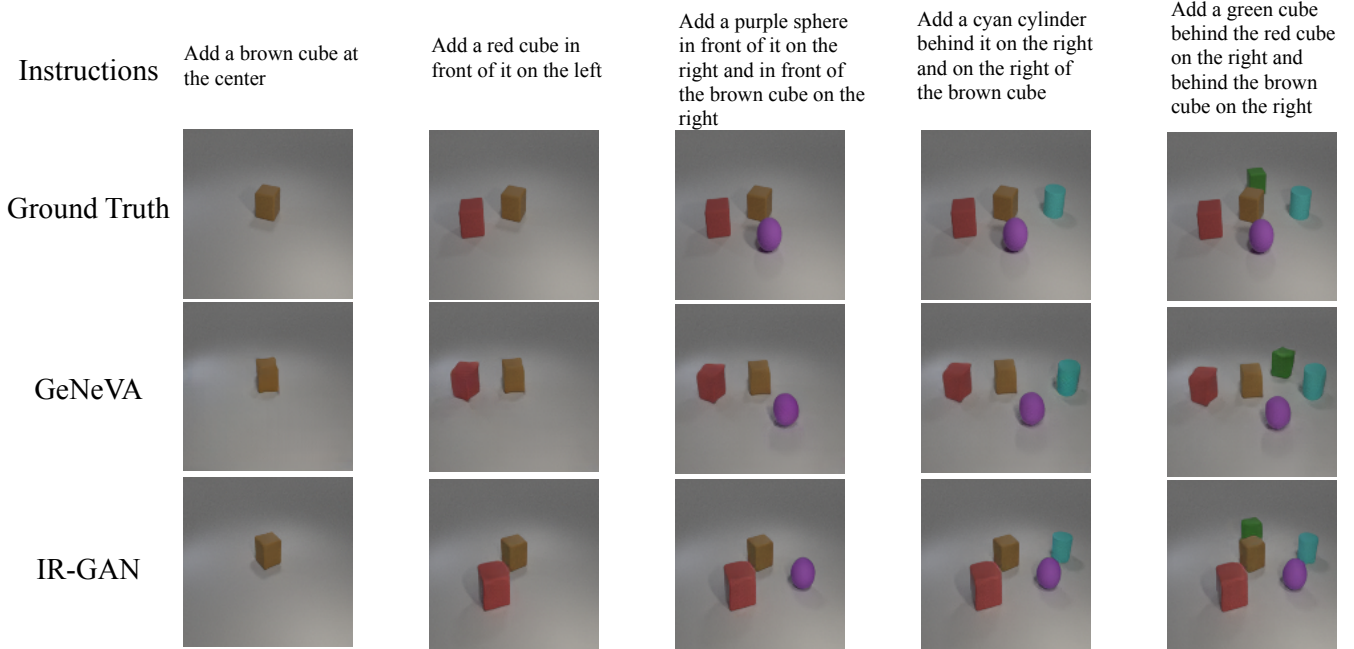 Instructions
Add a brown cube at
the center
Add a red cube in
front of it on the left
Add a purple sphere
in front of it on the
right and in front of
the brown cube on the
right
Add a cyan cylinder
behind it on the right
and on the right of
the brown cube
Add a green cube
behind the red cube
on the right and
behind the brown
cube on the right
Ground Truth
GeNeVA
IR-GAN